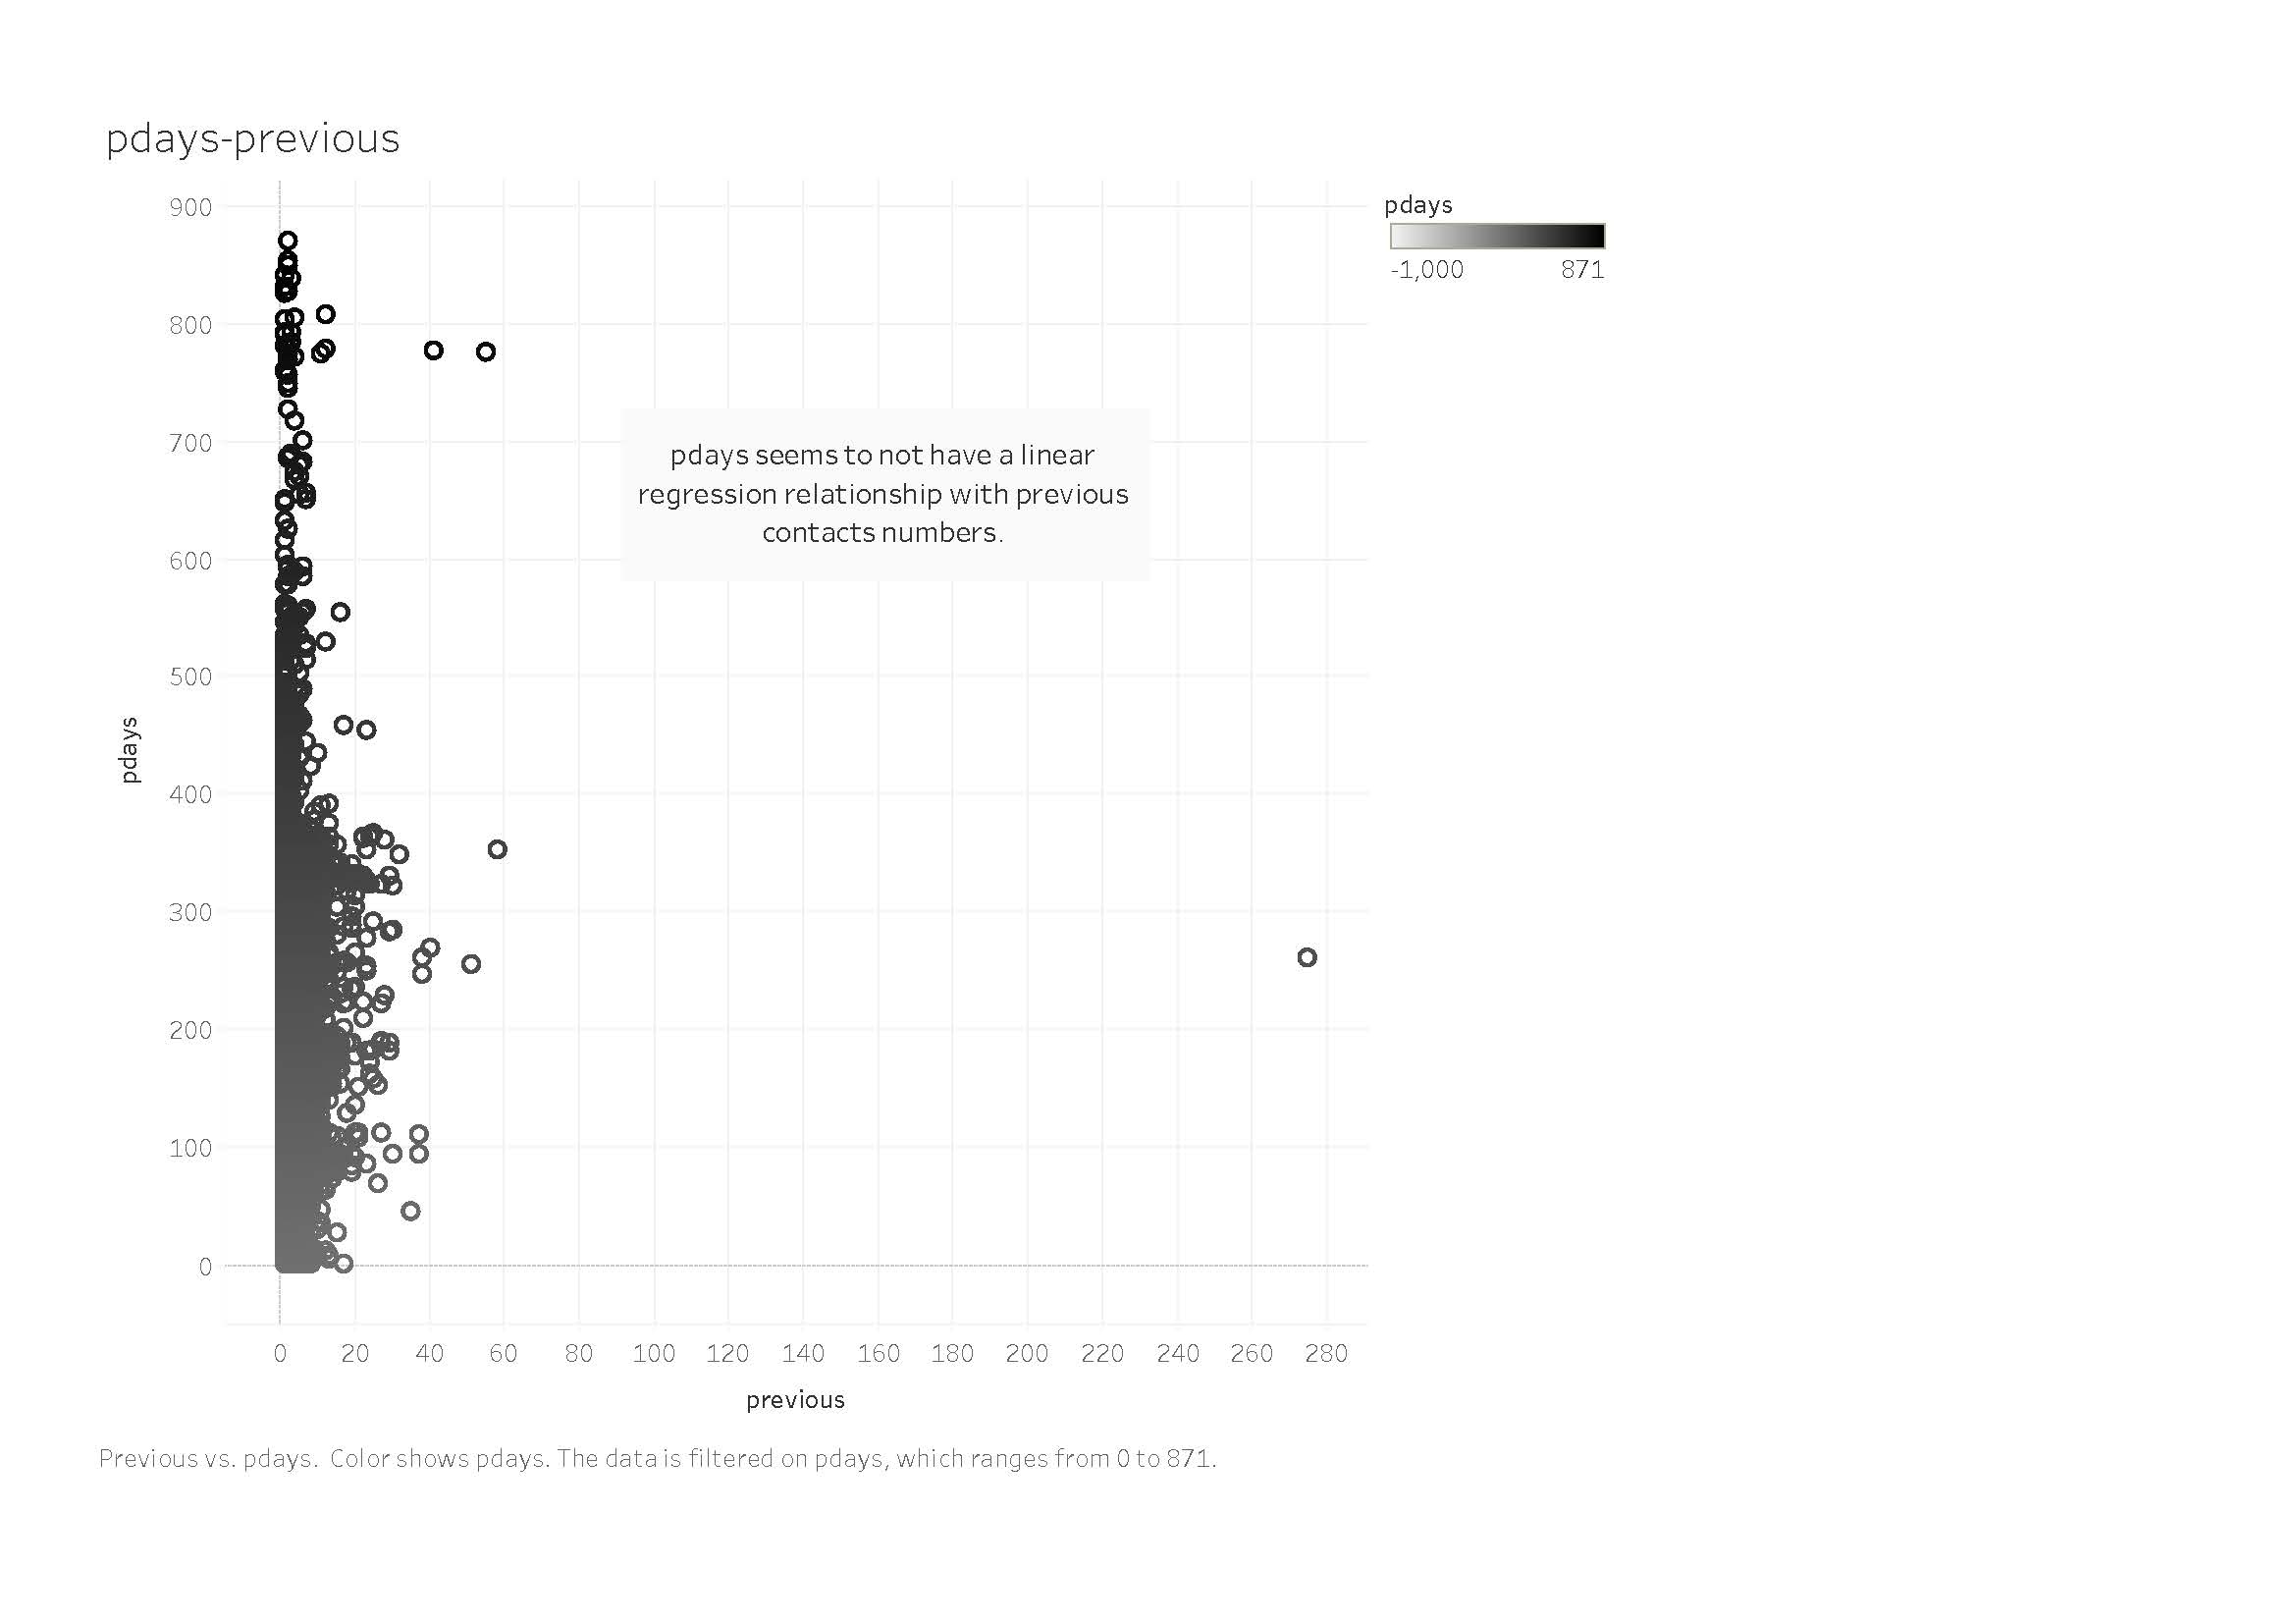 pdays-previous
pdays
-1,000 871
900
800
700
600
500
400
300
200
100
0
pdays
pdays seems to not have a linear
regression relationship with previous
contacts numbers.
0 20 40 60 80 100 120 140 160 180 200 220 240 260 280
previous
Previous vs. pdays. Color shows pdays. The data is filtered on pdays, which ranges from 0 to 871.